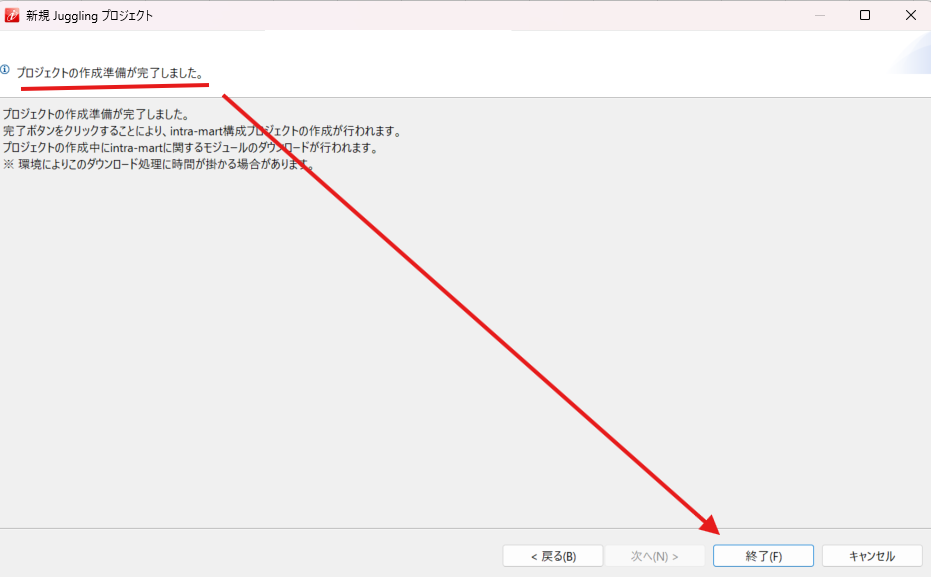 新規 Juggling プロジェクト
プロジェクトの作成準備が完了しました。
プロジェクトの作成準備が完了しました。
完了ボタンをクリックすることにより、intra-mart構成プロジェクトの作成が行われます。
プロジェクトの作成中にintra-martに関するモジュールのダウンロードが行われます。
※ 環境によりこのダウンロード処理に時間が掛かる場合があります。
< 戻る(B)
次へ(N) >
終了(F)
キャンセル